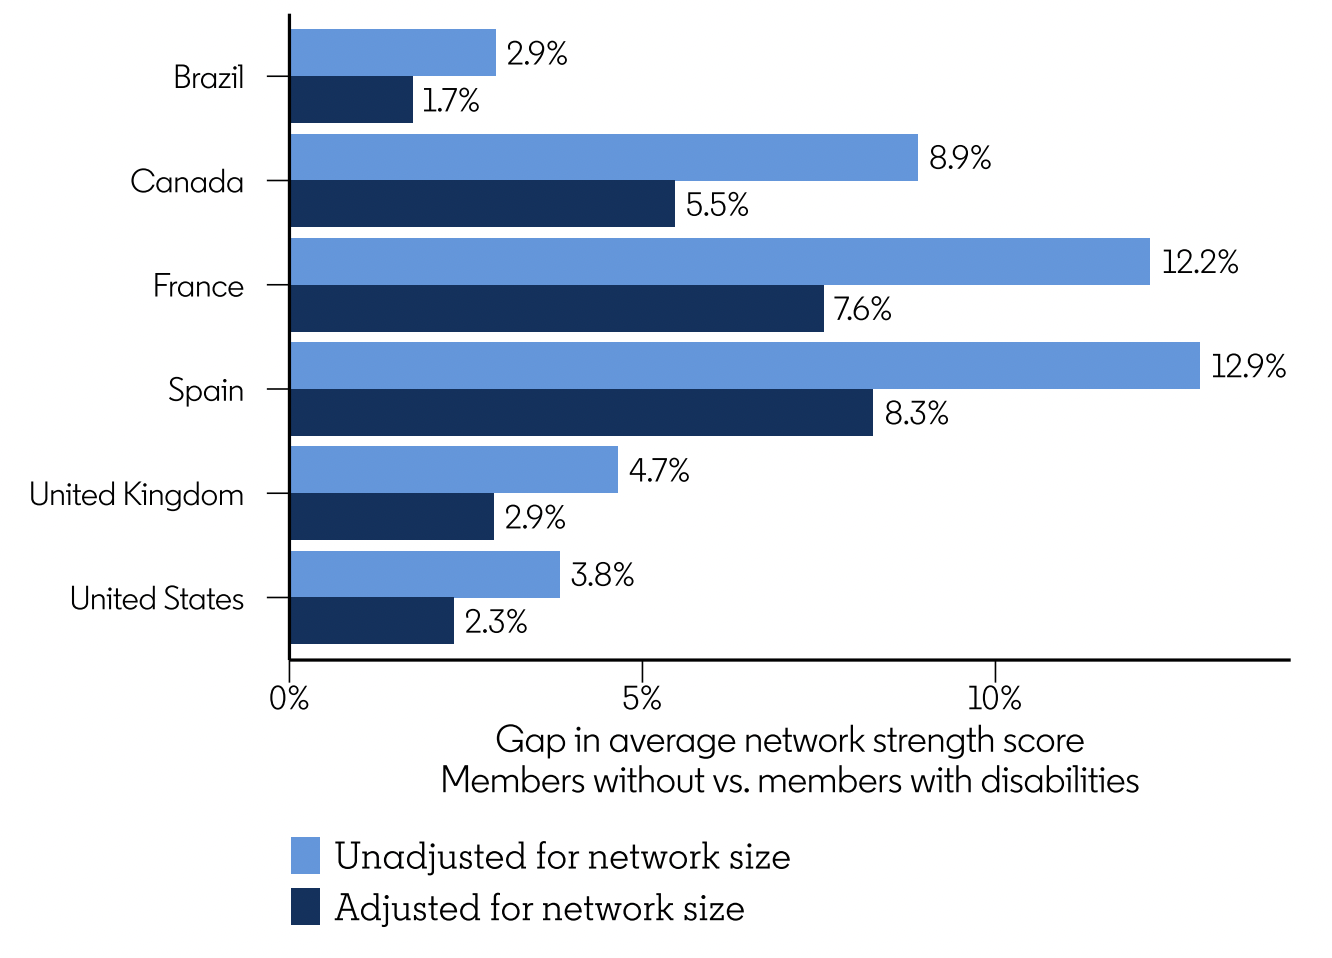 Brazil
2.9%
1.7%
Canada
8.9%
5.5%
France
12.2%
7.6%
Spain
12.9%
8.3%
United Kingdom
4.7%
2.9%
United States
3.8%
2.3%
0% 5% 10%
Gap in average network strength score
Members without vs. members with disabilities
Unadjusted for network size
Adjusted for network size